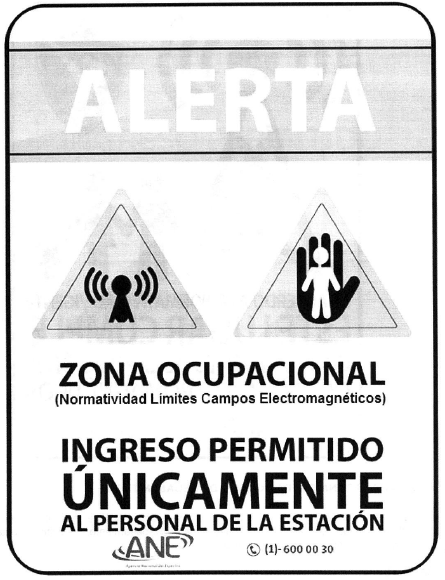 ALERTA
ZONA OCUPACIONAL
(Normatividad Límites Campos Electromagnéticos)
INGRESO PERMITIDO
ÚNICAMENTE
AL PERSONAL DE LA ESTACIÓN
ANE
(1)- 600 00 30